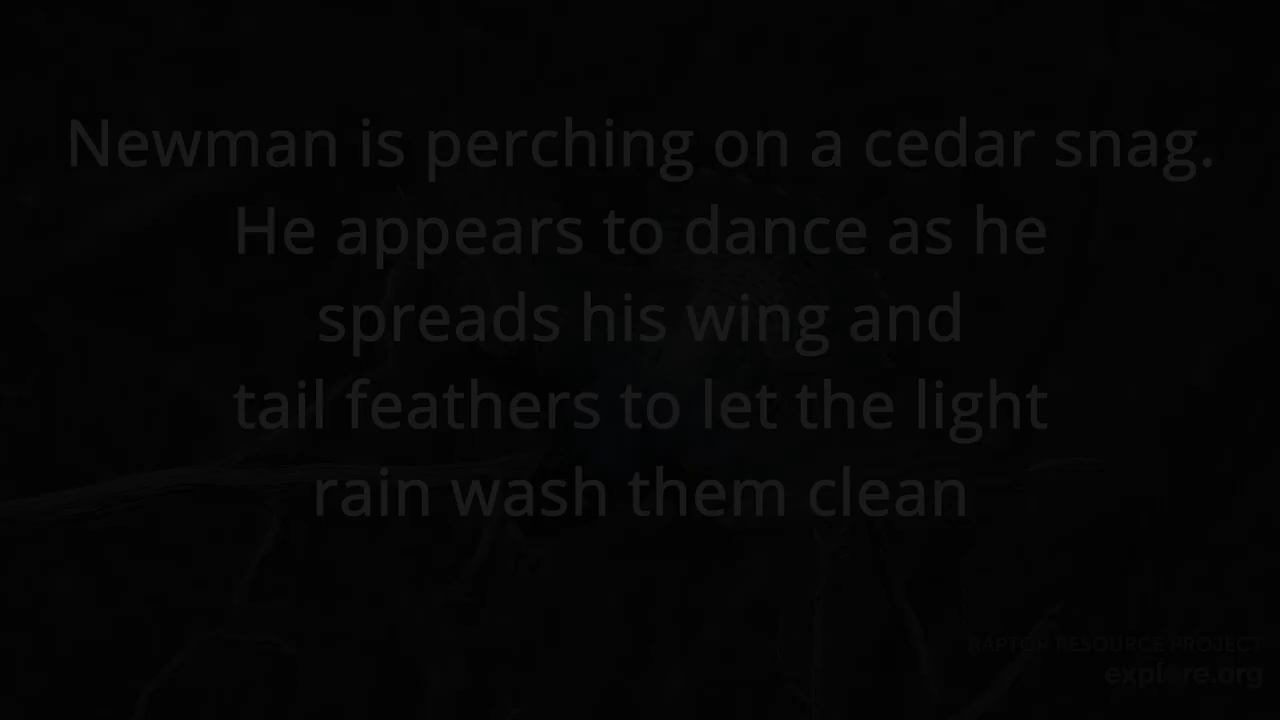 Newman is perching on a cedar snag.
He appears to dance as he
spreads his wing and
tail feathers to let the light
rain wash them clean
RAPTOR RESOURCE PROJECT
explore.org